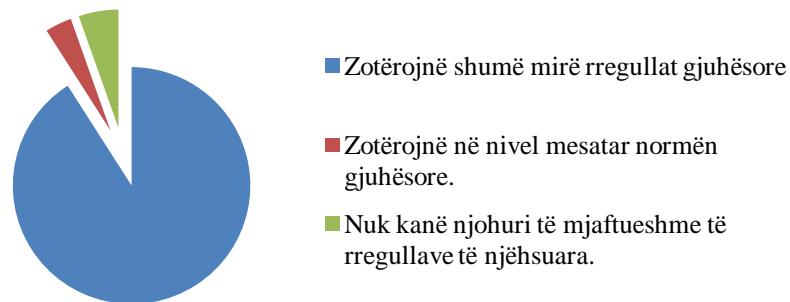 Zotërojnë shumë mirë rregullat gjuhësore
Zotërojnë në nivel mesatar normën
gjuhësore.
Nuk kanë njohuri të mjaftueshme të
rregullave të njëhsuara.